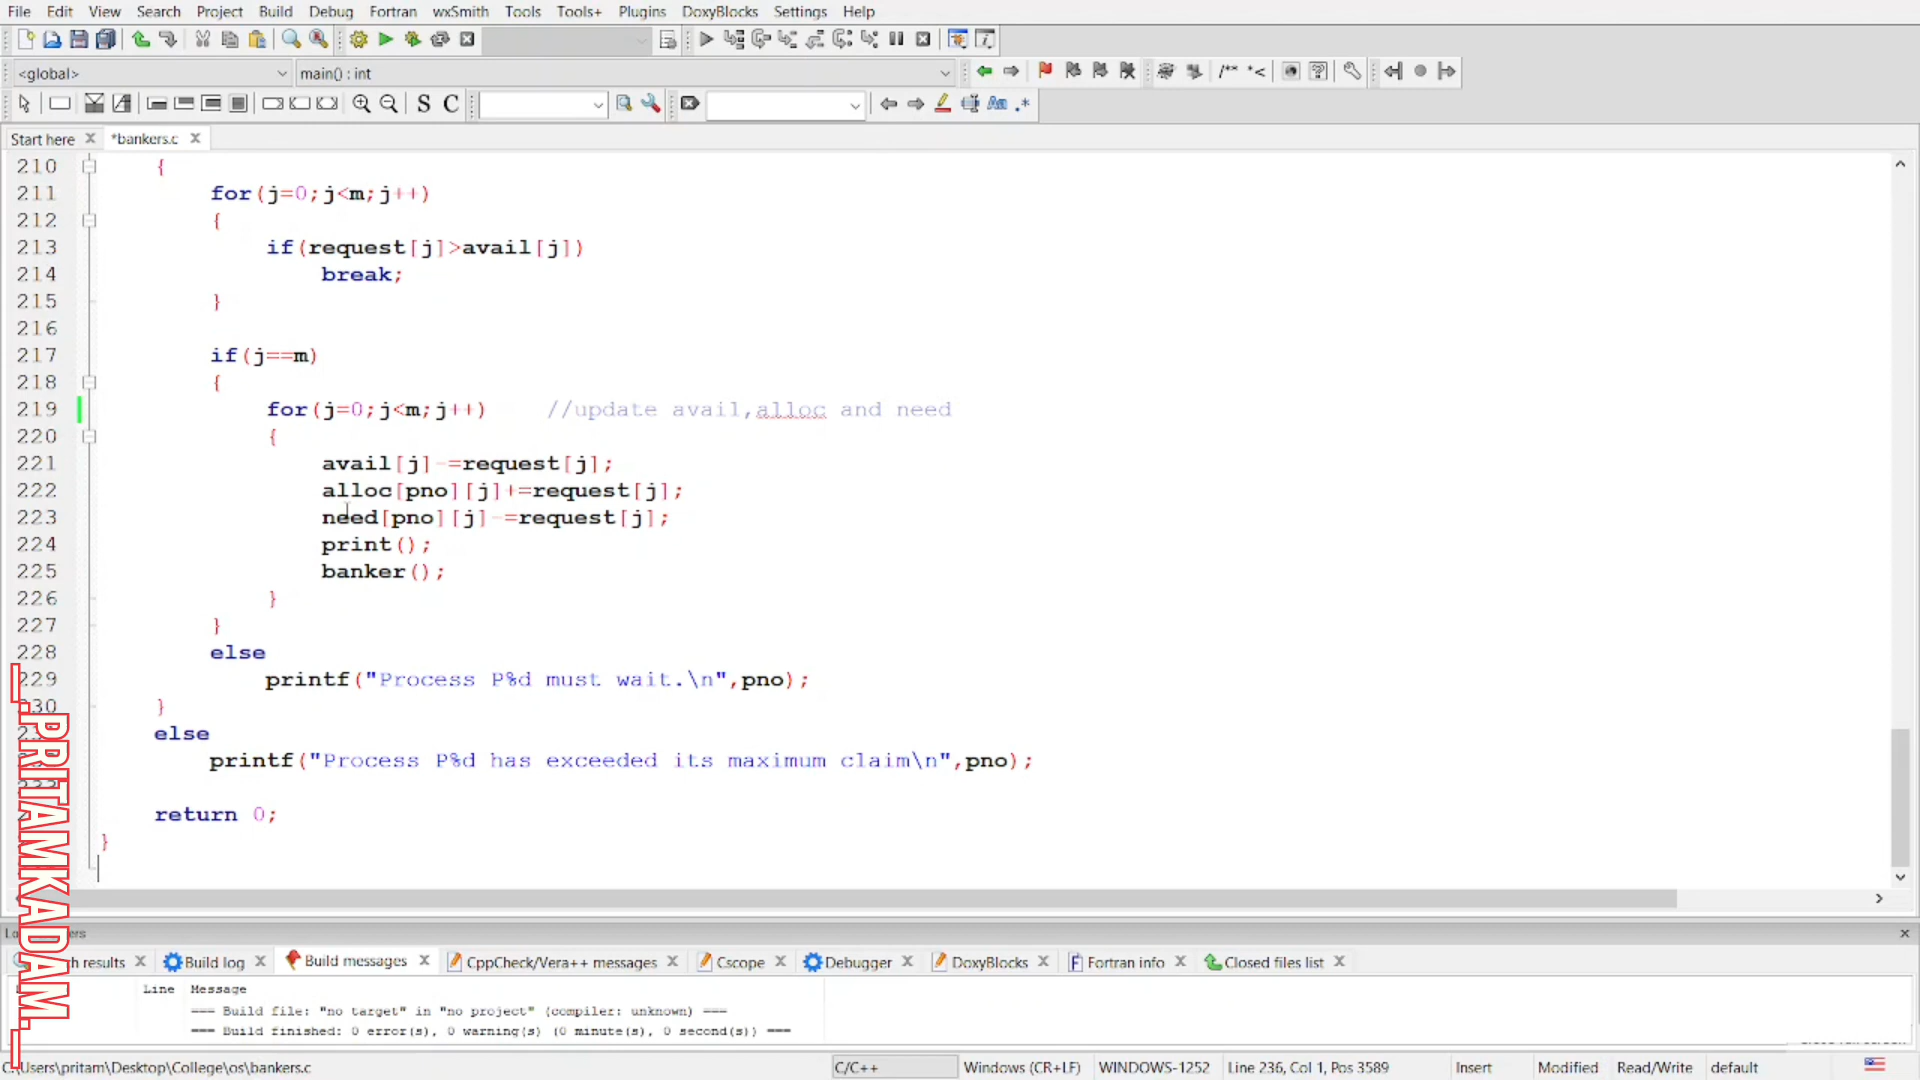 File Edit View Search Project Build Debug Fortran wxSmith Tools Tools+ Plugins DoxyBlocks Settings Help
<global> main() : int
S C
Start here *bankers.c
210 {
211 for(j=0;j<m;j++)
212 {
213 if(request[j]>avail[j])
214 break;
215 }
216
217 if(j==m)
218 {
219 for(j=0;j<m;j++) //update avail,alloc and need
220 {
221 avail[j]-=request[j];
222 alloc[pno][j]+=request[j];
223 need[pno][j]-=request[j];
224 print();
225 banker();
226 }
227 }
228 else
229 printf("Process P%d must wait.\n",pno);
230 }
else
printf("Process P%d has exceeded its maximum claim\n",pno);
return 0;
}
__PRITAMKADAM.__
results Build log Build messages CppCheck/Vera++ messages Cscope Debugger DoxyBlocks Fortran info Closed files list
Line Message
=== Build file: "no target" in "no project" (compiler: unknown) ===
=== Build finished: 0 error(s), 0 warning(s) (0 minute(s), 0 second(s)) ===
C:\Users\pritam\Desktop\College\os\bankers.c C/C++ Windows (CR+LF) WINDOWS-1252 Line 236, Col 1, Pos 3589 Insert Modified Read/Write default